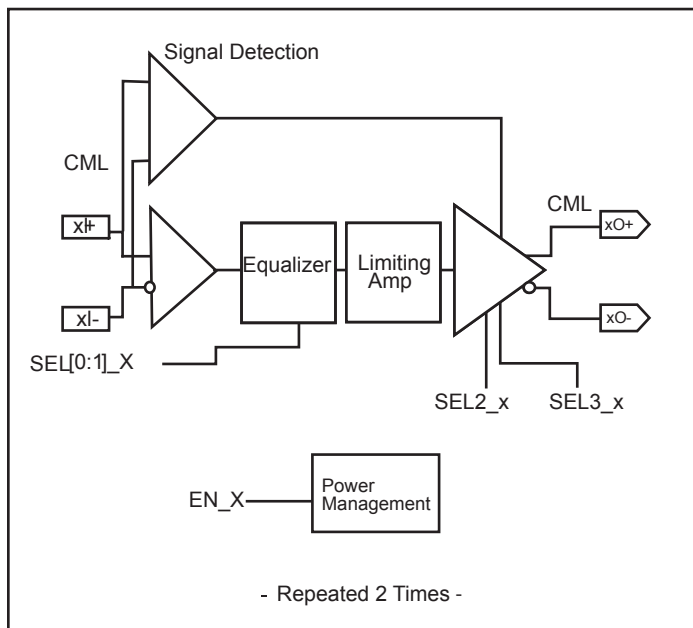 Signal Detection
CML
xI+
xI-
Equalizer
Limiting
Amp
CML
xO+
xO-
SEL[0:1]_X
SEL2_x
SEL3_x
EN_X
Power
Management
- Repeated 2 Times -